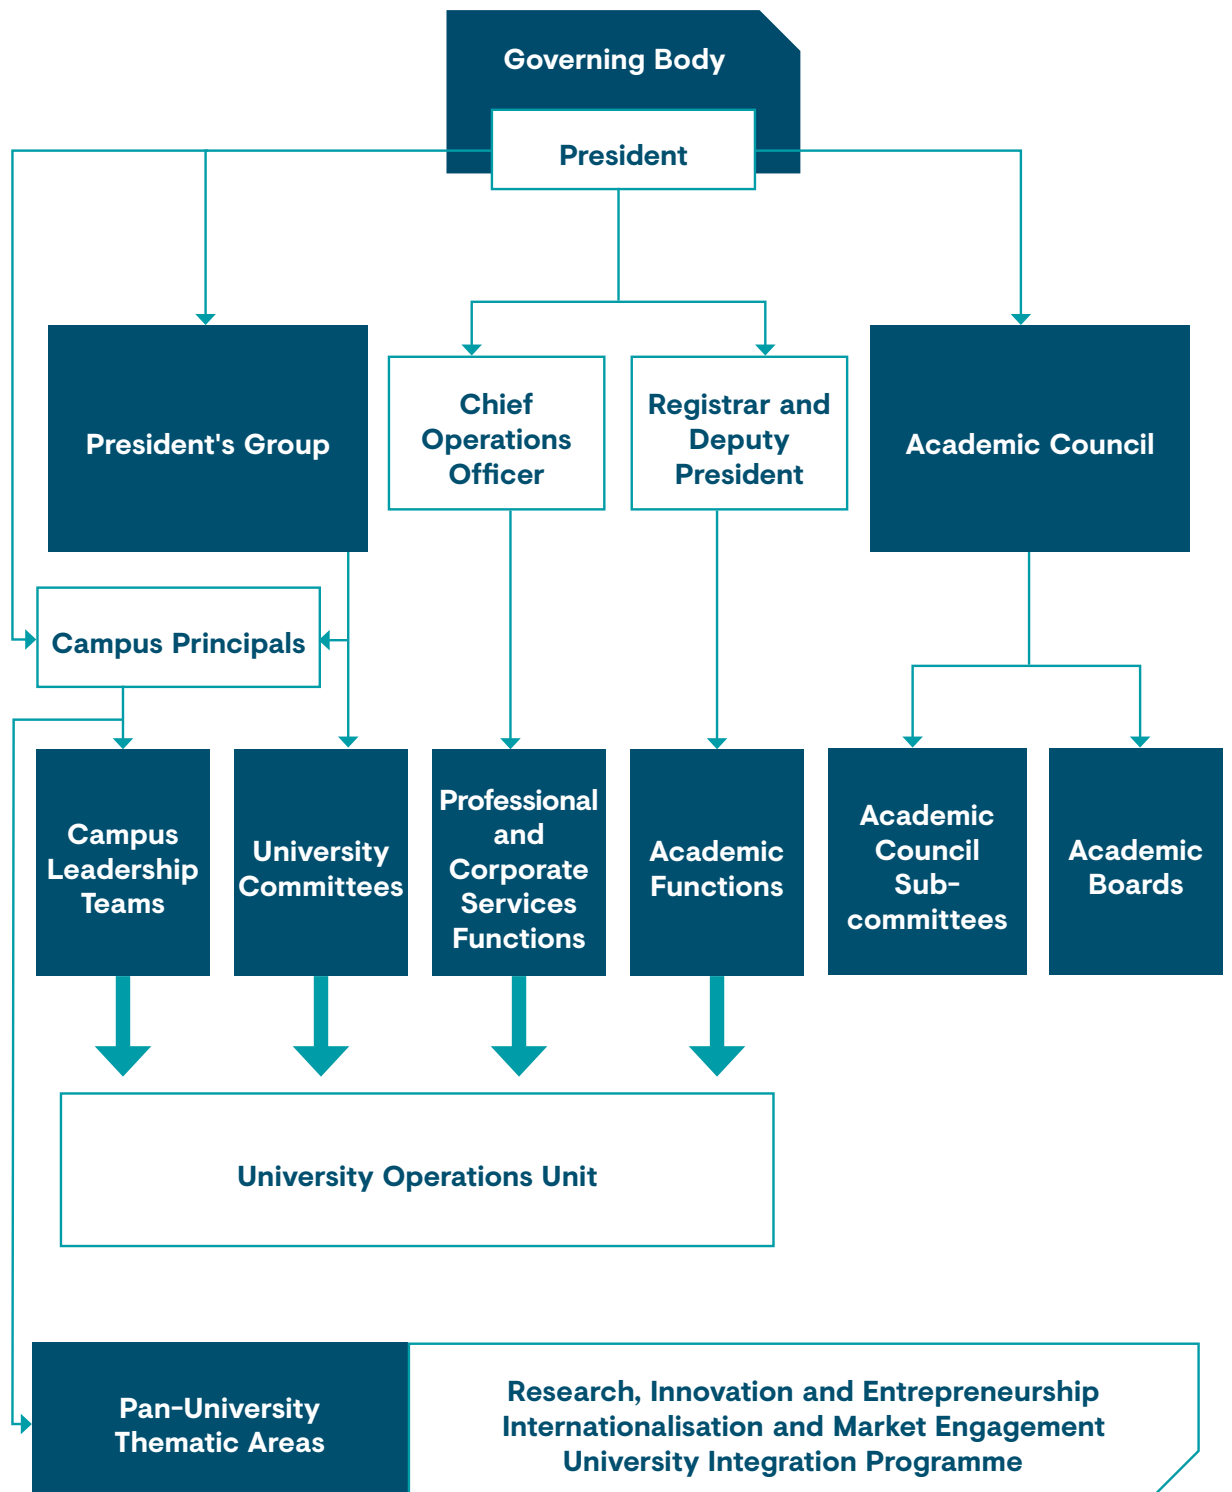 Governing Body
President
President's Group
Chief
Operations
Officer
Registrar and
Deputy
President
Academic Council
Campus Principals
Campus
Leadership
Teams
University
Committees
Professional
and
Corporate
Services
Functions
Academic
Functions
Academic
Council
Sub-
committees
Academic
Boards
University Operations Unit
Pan-University
Thematic Areas
Research, Innovation and Entrepreneurship
Internationalisation and Market Engagement
University Integration Programme